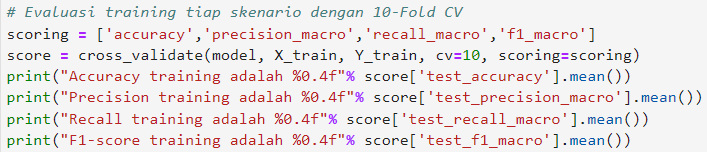 # Evaluasi training tiap skenario dengan 10-Fold CV
scoring = ['accuracy','precision_macro','recall_macro','f1_macro']
score = cross_validate(model, X_train, Y_train, cv=10, scoring=scoring)
print("Accuracy training adalah %0.4f"% score['test_accuracy'].mean())
print("Precision training adalah %0.4f"% score['test_precision_macro'].mean())
print("Recall training adalah %0.4f"% score['test_recall_macro'].mean())
print("F1-score training adalah %0.4f"% score['test_f1_macro'].mean())